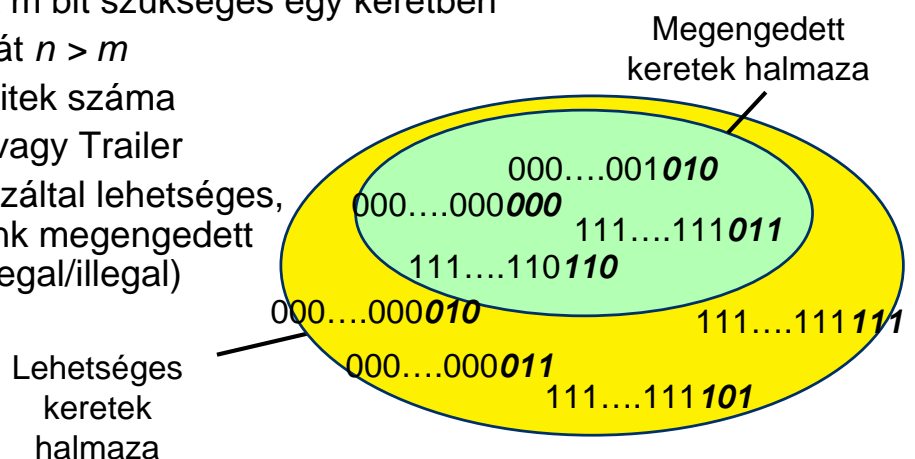 m bit szükséges egy keretben
át n > m
itek száma
vagy Trailer
záltal lehetséges,
nk megengedett
egal/illegal)
Megengedett
keretek halmaza
000....001010
000....000000
111....111011
111....110110
000....000010
111....111111
000....000011
111....111101
Lehetséges
keretek
halmaza